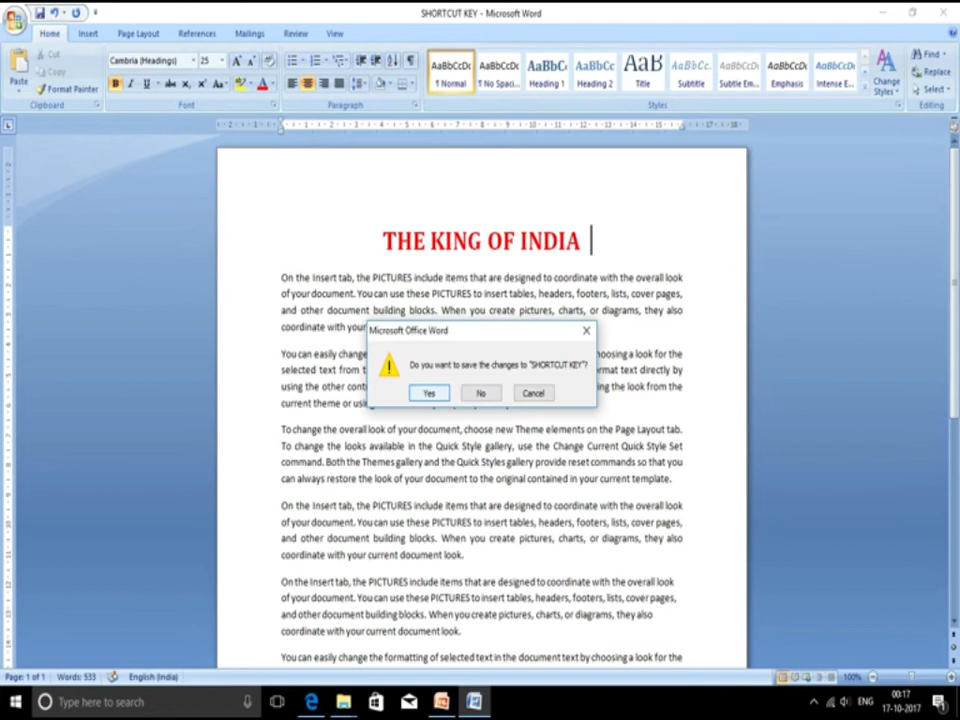 SHORTCUT KEY - Microsoft Word
Home Insert Page Layout References Mailings Review View
Paste Cut Copy Format Painter
Cambria (Headings) 25
AaBbCcDc AaBbCcDc AaBbC AaBbCc AaB AaBbCc. AaBbCcDc AaBbCcDc AaBbCcDc
¶ Normal ¶ No Spaci... Heading 1 Heading 2 Title Subtitle Subtle Em... Emphasis Intense E...
Change Styles
Find Replace Select
Clipboard Font Paragraph Styles Editing
THE KING OF INDIA
On the Insert tab, the PICTURES include items that are designed to coordinate with the overall look
of your document. You can use these PICTURES to insert tables, headers, footers, lists, cover pages,
and other document building blocks. When you create pictures, charts, or diagrams, they also
coordinate with your
Microsoft Office Word
Do you want to save the changes to "SHORTCUT KEY"?
Yes No Cancel
You can easily change hoosing a look for the
selected text from t ormat text directly by
using the other cont ing the look from the
current theme or usi
To change the overall look of your document, choose new Theme elements on the Page Layout tab.
To change the looks available in the Quick Style gallery, use the Change Current Quick Style Set
command. Both the Themes gallery and the Quick Styles gallery provide reset commands so that you
can always restore the look of your document to the original contained in your current template.
On the Insert tab, the PICTURES include items that are designed to coordinate with the overall look
of your document. You can use these PICTURES to insert tables, headers, footers, lists, cover pages,
and other document building blocks. When you create pictures, charts, or diagrams, they also
coordinate with your current document look.
On the Insert tab, the PICTURES include items that are designed to coordinate with the overall look
of your document. You can use these PICTURES to insert tables, headers, footers, lists, cover pages,
and other document building blocks. When you create pictures, charts, or diagrams, they also
coordinate with your current document look.
You can easily change the formatting of selected text in the document text by choosing a look for the
Page: 1 of 1 Words: 533 English (India) 100%
Type here to search
ENG 00:17
17-10-2017